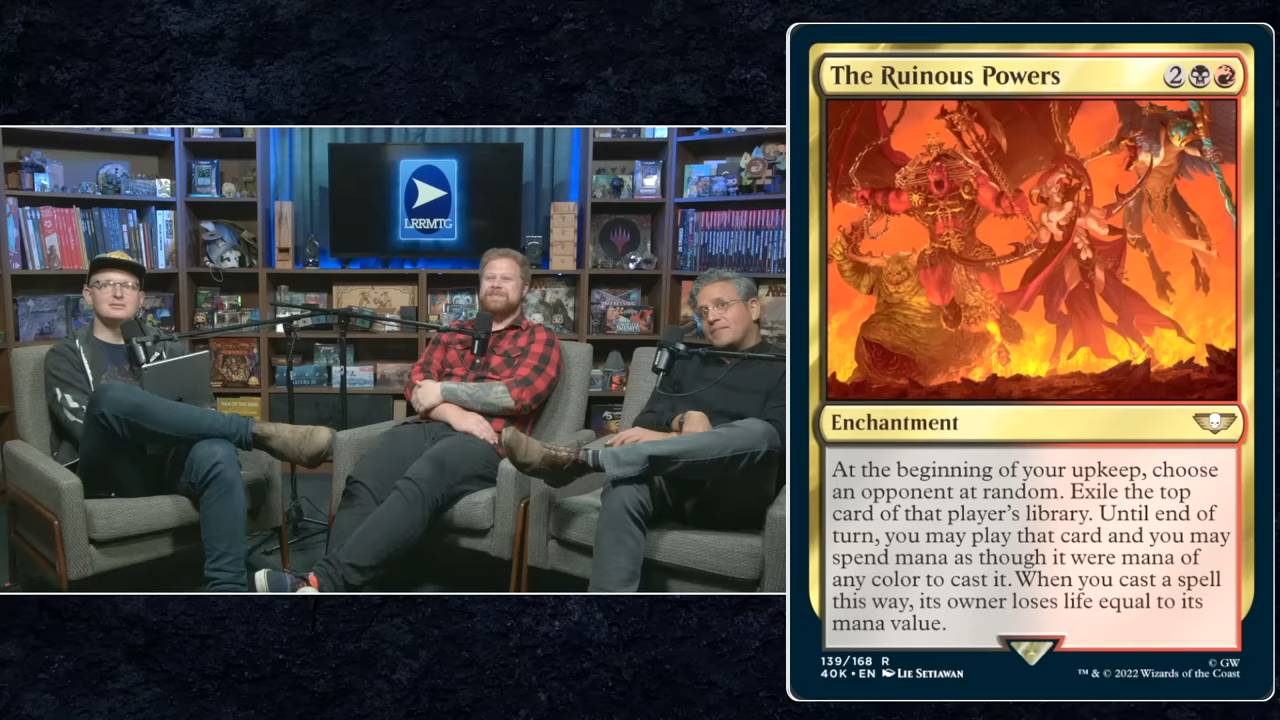 LRRMTG
The Ruinous Powers
2
Enchantment
At the beginning of your upkeep, choose
an opponent at random. Exile the top
card of that player's library. Until end of
turn, you may play that card and you may
spend mana as though it were mana of
any color to cast it. When you cast a spell
this way, its owner loses life equal to its
mana value.
139/168 R
© GW
40K • EN Lie Setiawan
™ & © 2022 Wizards of the Coast